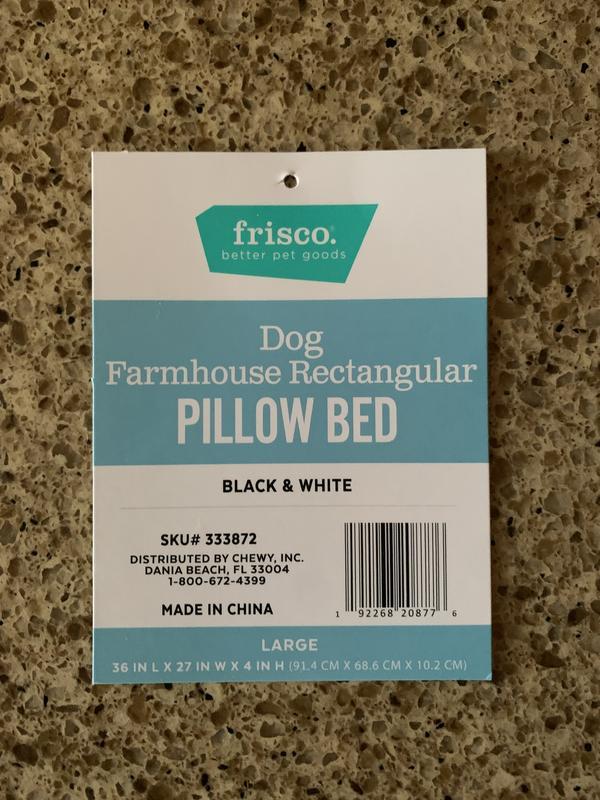 frisco.
better pet goods
Dog
Farmhouse Rectangular
PILLOW BED
BLACK & WHITE
SKU# 333872
DISTRIBUTED BY CHEWY, INC.
DANIA BEACH, FL 33004
1-800-672-4399
MADE IN CHINA
1 92268 20877 6
LARGE
36 IN L X 27 IN W X 4 IN H (91.4 CM X 68.6 CM X 10.2 CM)